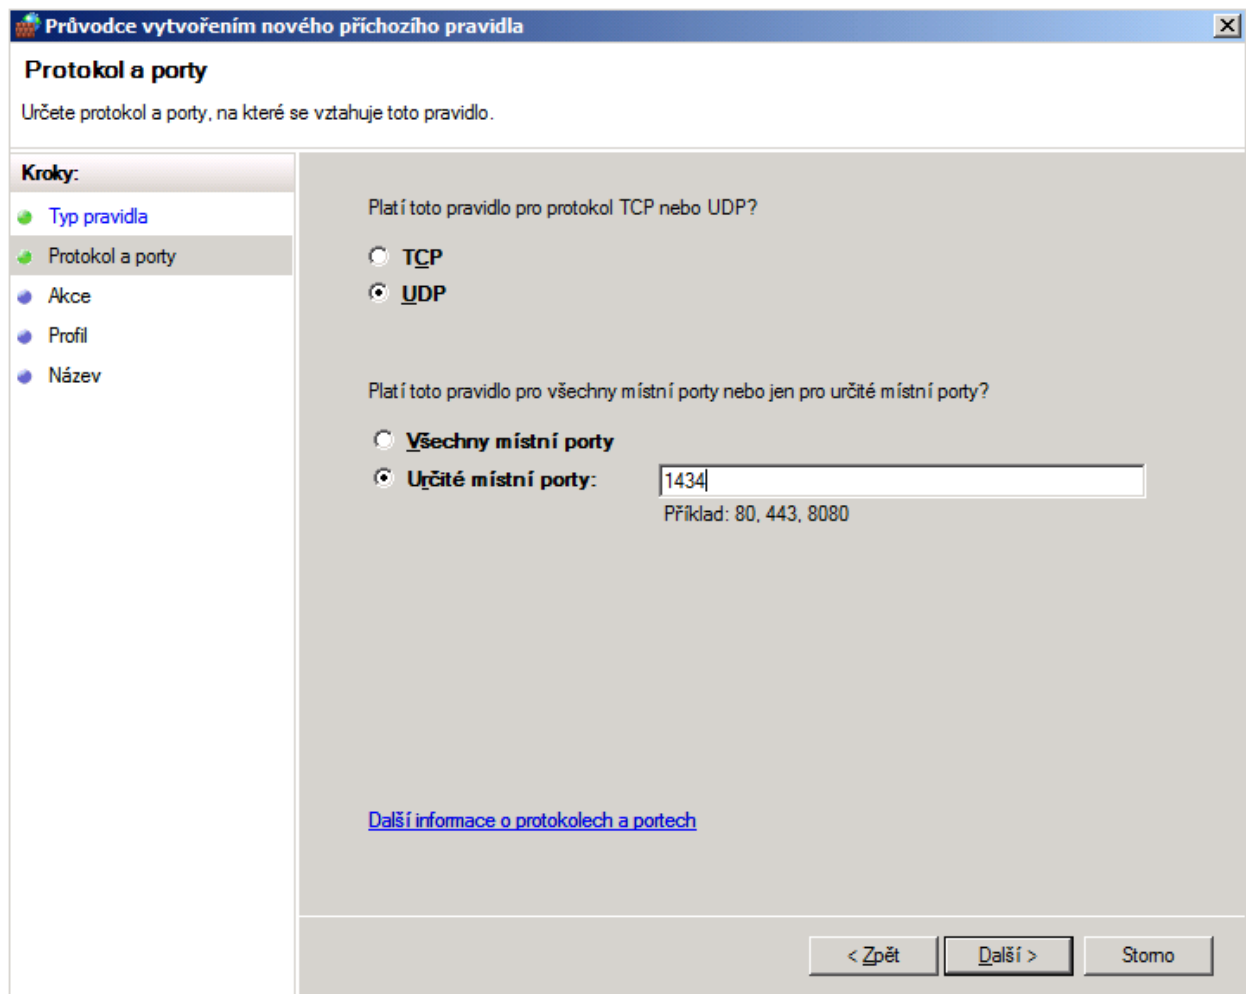 Průvodce vytvořením nového příchozího pravidla
Protokol a porty
Určete protokol a porty, na které se vztahuje toto pravidlo.
Kroky:
Typ pravidla
Protokol a porty
Akce
Profil
Název
Platí toto pravidlo pro protokol TCP nebo UDP?
TCP
UDP
Platí toto pravidlo pro všechny místní porty nebo jen pro určité místní porty?
Všechny místní porty
Určité místní porty: 1434
Příklad: 80, 443, 8080
Další informace o protokolech a portech
< Zpět Další > Storno